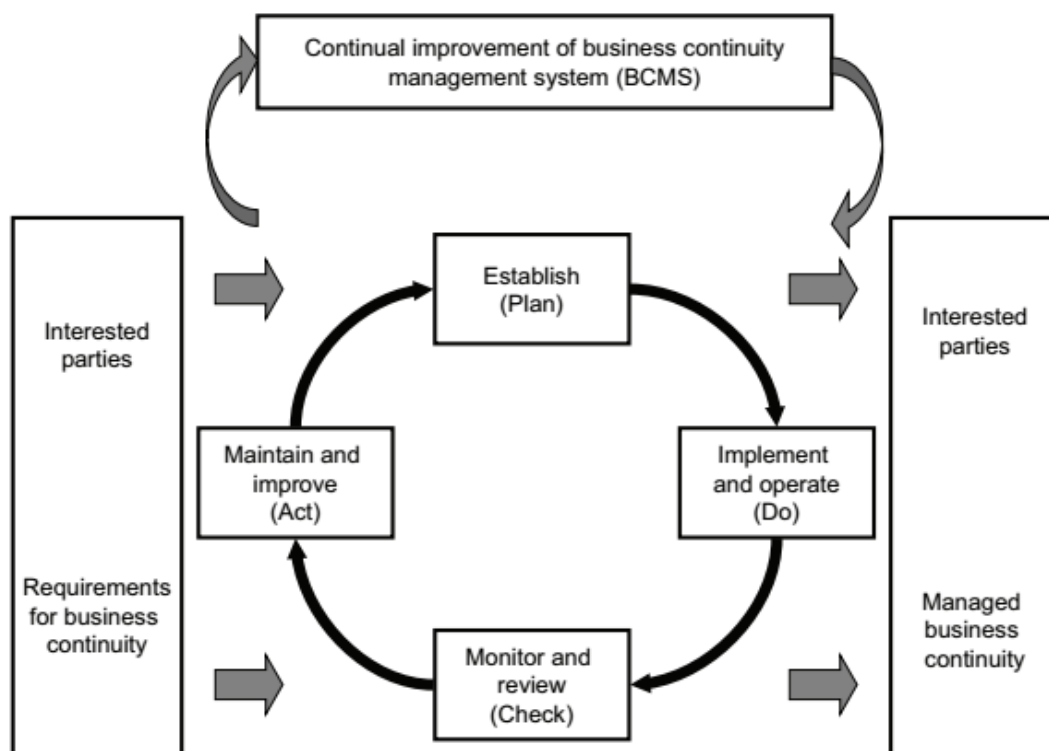 Continual improvement of business continuity
management system (BCMS)
Establish
(Plan)
Interested
parties
Interested
parties
Maintain and
improve
(Act)
Implement
and operate
(Do)
Requirements
for business
continuity
Managed
business
continuity
Monitor and
review
(Check)